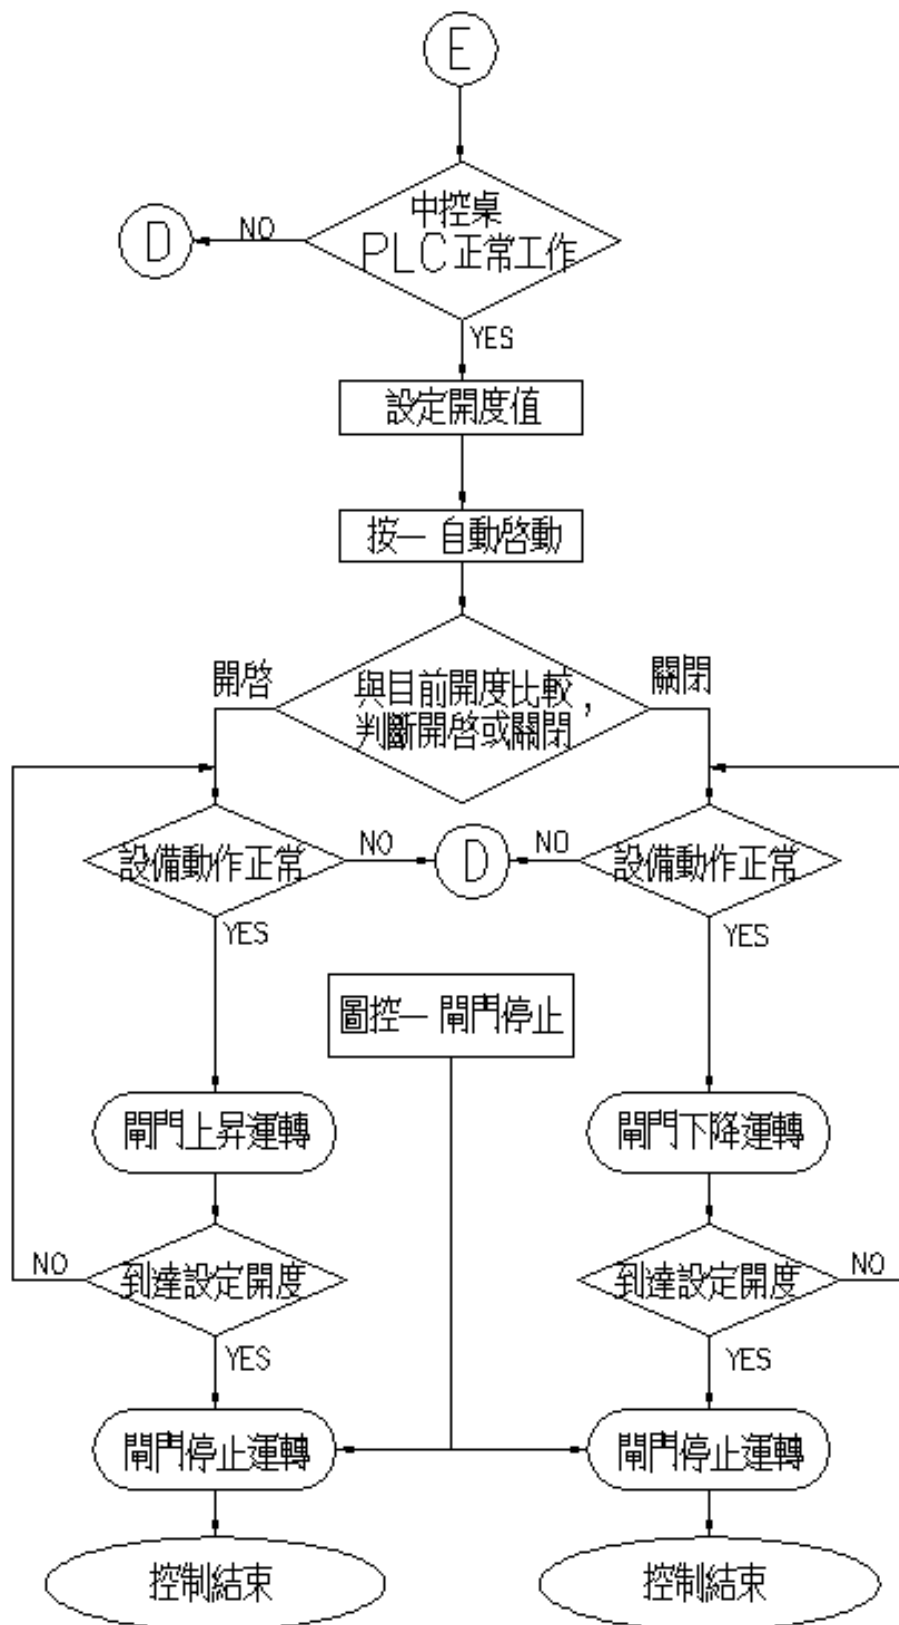 E
中控桌
D
NO
PLC正常工作
YES
設定開度值
按一 自動啓動
開啓
關閉
與目前開度比較，
判斷開啓或關閉
設備動作正常
NO
D
NO
設備動作正常
YES
YES
圖控一 閘門停止
閘門上昇運轉
閘門下降運轉
NO
到達設定開度
到達設定開度
NO
YES
YES
閘門停止運轉
閘門停止運轉
控制結束
控制結束